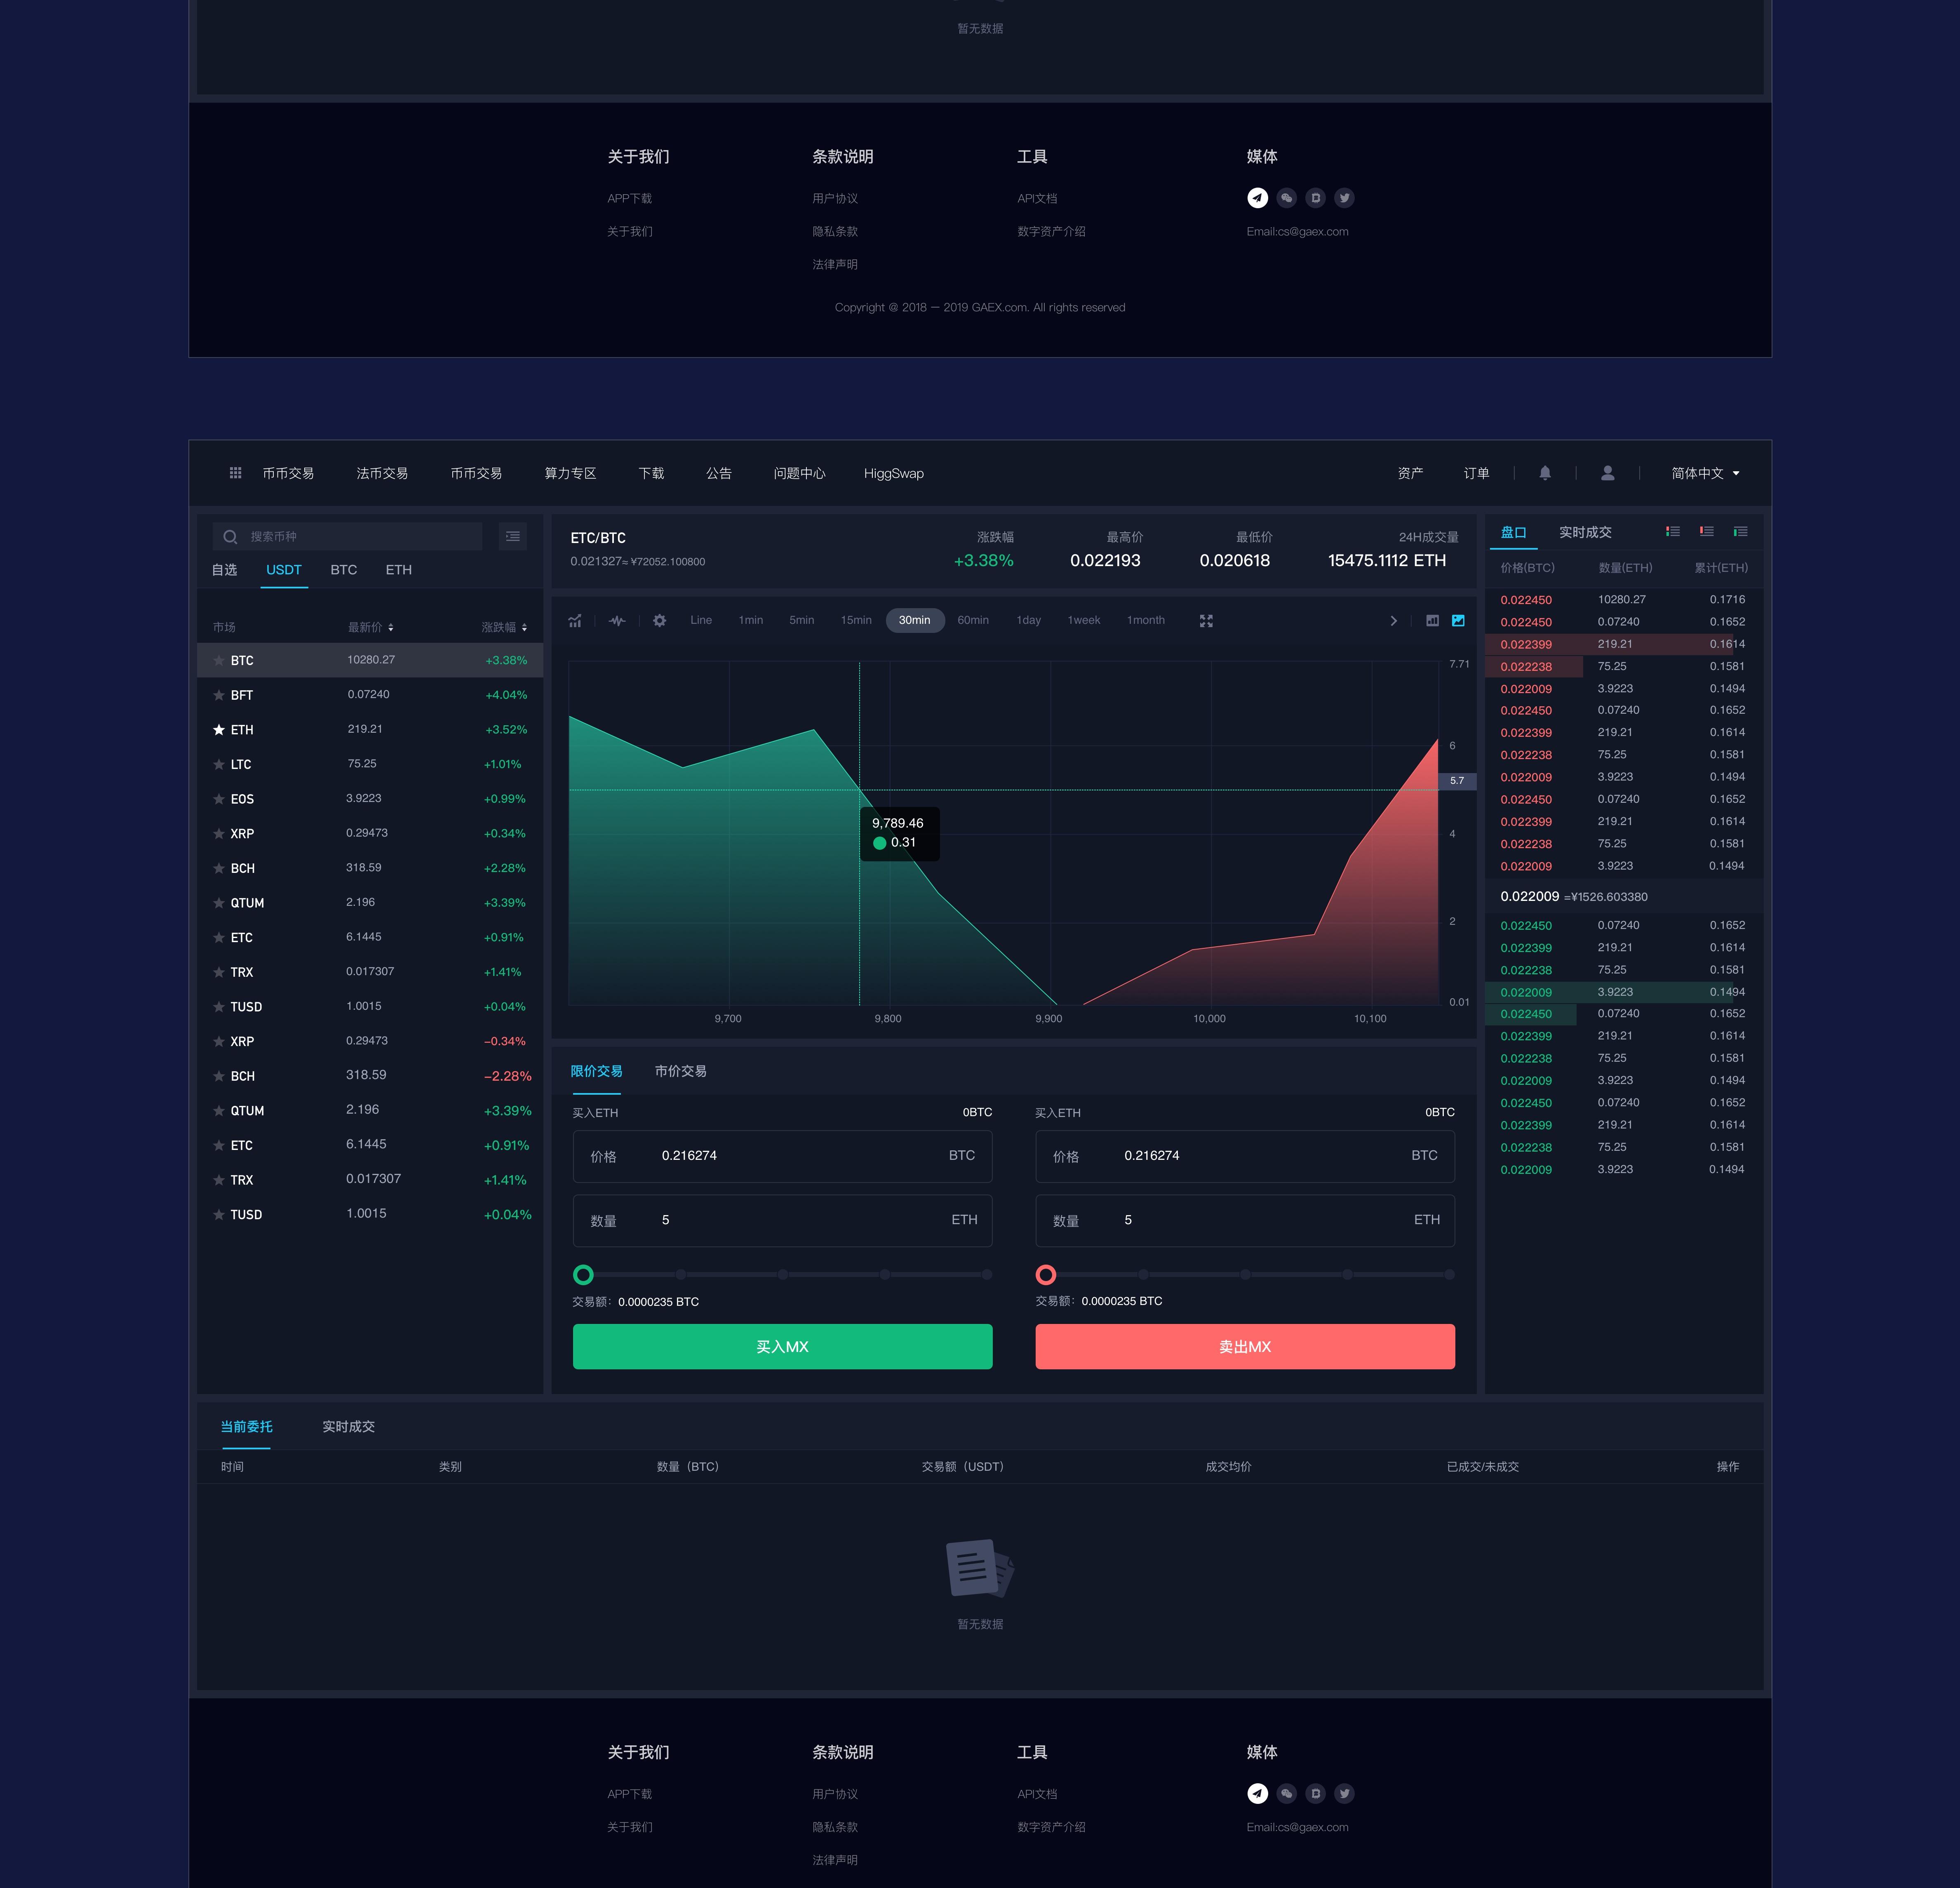 暂无数据
关于我们 条款说明 工具 媒体
APP下载 用户协议 API文档
关于我们 隐私条款 数字资产介绍 Email:cs@gaex.com
法律声明
Copyright @ 2018 — 2019 GAEX.com. All rights reserved
币币交易 法币交易 币币交易 算力专区 下载 公告 问题中心 HiggSwap 资产 订单 简体中文
搜索币种
自选 USDT BTC ETH
市场 最新价 涨跌幅
BTC 10280.27 +3.38%
BFT 0.07240 +4.04%
ETH 219.21 +3.52%
LTC 75.25 +1.01%
EOS 3.9223 +0.99%
XRP 0.29473 +0.34%
BCH 318.59 +2.28%
QTUM 2.196 +3.39%
ETC 6.1445 +0.91%
TRX 0.017307 +1.41%
TUSD 1.0015 +0.04%
XRP 0.29473 -0.34%
BCH 318.59 -2.28%
QTUM 2.196 +3.39%
ETC 6.1445 +0.91%
TRX 0.017307 +1.41%
TUSD 1.0015 +0.04%
ETC/BTC 涨跌幅 最高价 最低价 24H成交量
0.021327≈ ¥72052.100800 +3.38% 0.022193 0.020618 15475.1112 ETH
Line 1min 5min 15min 30min 60min 1day 1week 1month
7.71
6
5.7
9,789.46
0.31
4
2
0.01
9,700 9,800 9,900 10,000 10,100
限价交易 市价交易
买入ETH 0BTC 买入ETH 0BTC
价格 0.216274 BTC 价格 0.216274 BTC
数量 5 ETH 数量 5 ETH
交易额： 0.0000235 BTC 交易额： 0.0000235 BTC
买入MX 卖出MX
盘口 实时成交
价格(BTC) 数量(ETH) 累计(ETH)
0.022450 10280.27 0.1716
0.022450 0.07240 0.1652
0.022399 219.21 0.1614
0.022238 75.25 0.1581
0.022009 3.9223 0.1494
0.022450 0.07240 0.1652
0.022399 219.21 0.1614
0.022238 75.25 0.1581
0.022009 3.9223 0.1494
0.022450 0.07240 0.1652
0.022399 219.21 0.1614
0.022238 75.25 0.1581
0.022009 3.9223 0.1494
0.022009 =¥1526.603380
0.022450 0.07240 0.1652
0.022399 219.21 0.1614
0.022238 75.25 0.1581
0.022009 3.9223 0.1494
0.022450 0.07240 0.1652
0.022399 219.21 0.1614
0.022238 75.25 0.1581
0.022009 3.9223 0.1494
0.022450 0.07240 0.1652
0.022399 219.21 0.1614
0.022238 75.25 0.1581
0.022009 3.9223 0.1494
当前委托 实时成交
时间 类别 数量（BTC） 交易额（USDT） 成交均价 已成交/未成交 操作
暂无数据
关于我们 条款说明 工具 媒体
APP下载 用户协议 API文档
关于我们 隐私条款 数字资产介绍 Email:cs@gaex.com
法律声明